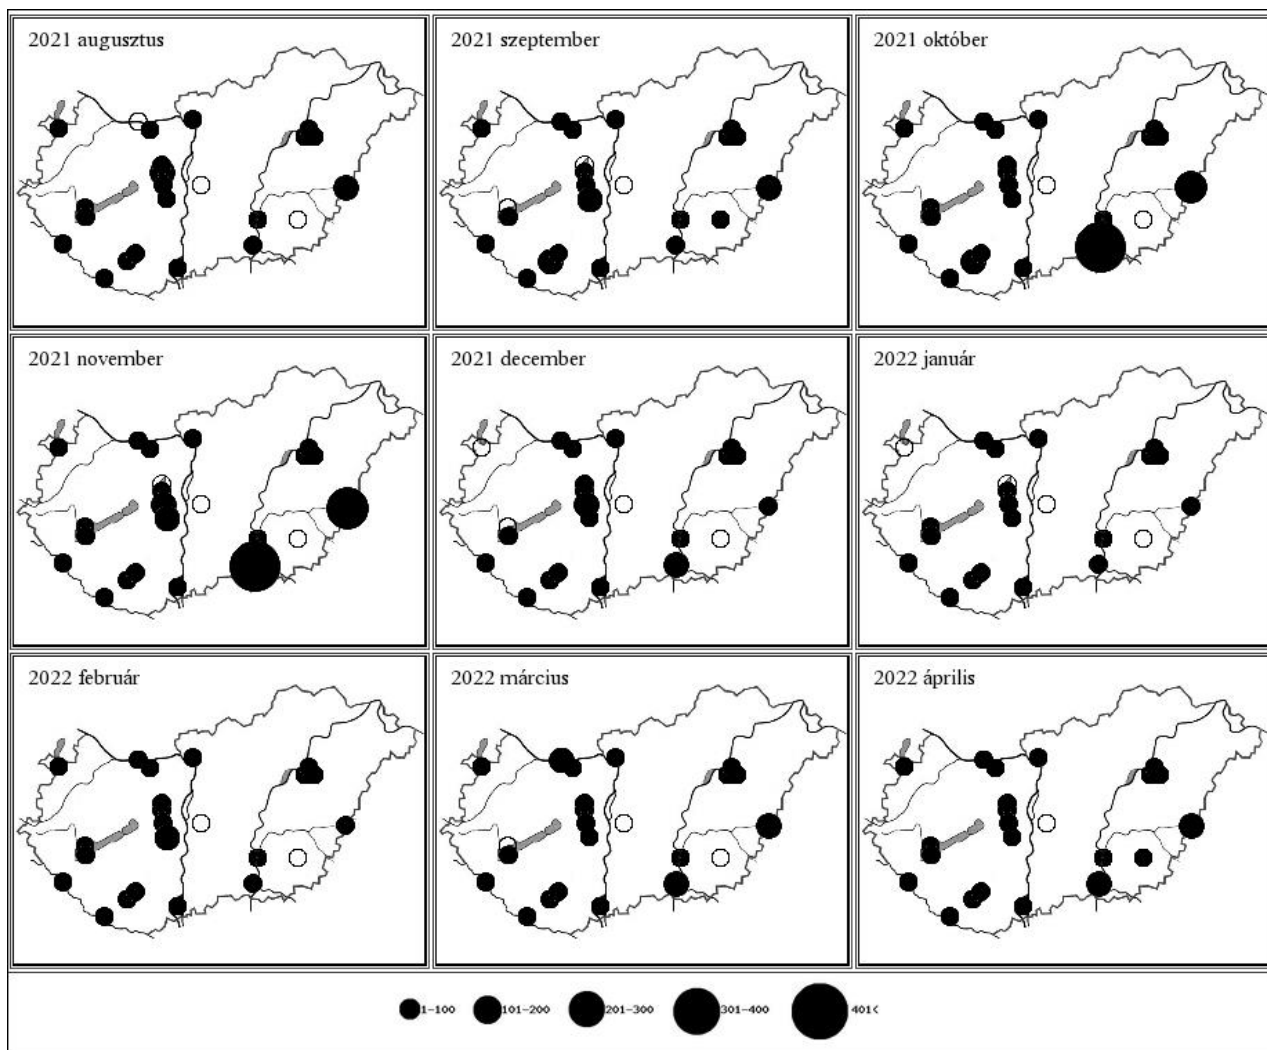 2021 augusztus
2021 szeptember
2021 október
2021 november
2021 december
2022 január
2022 február
2022 március
2022 április
1-100 101-200 201-300 301-400 401<